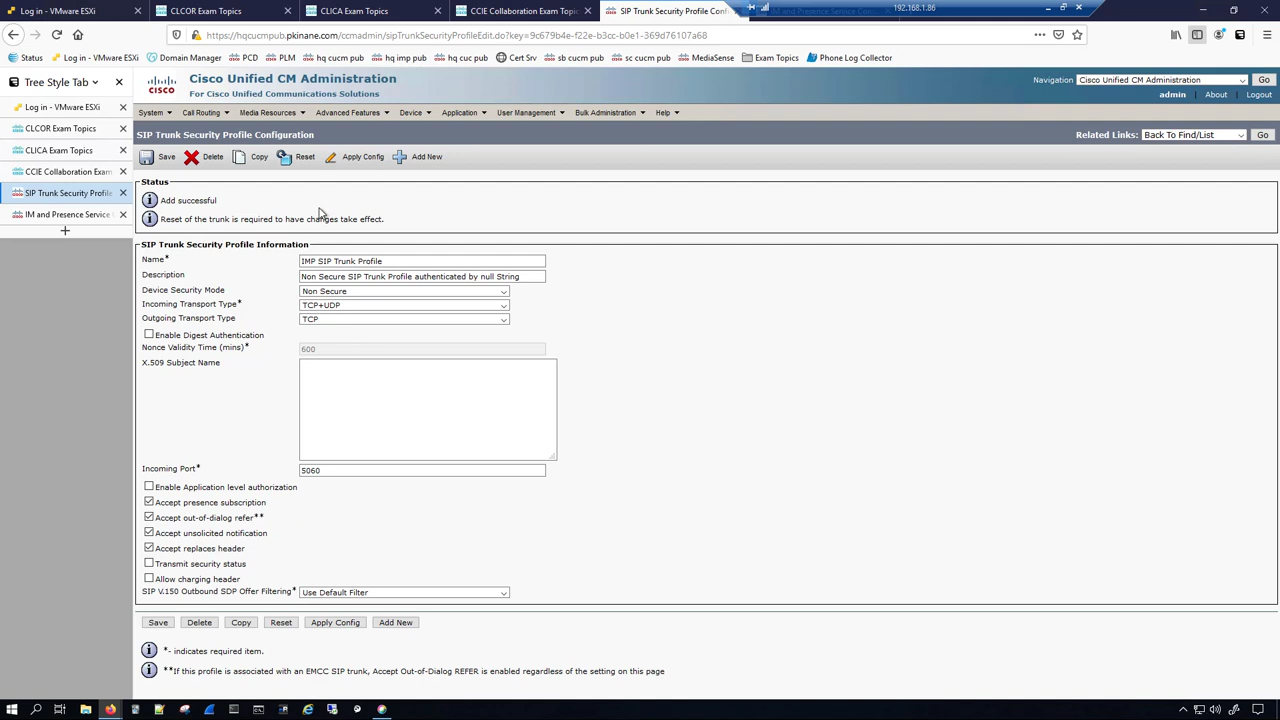 Log in - VMware ESXi
CLCOR Exam Topics
CLICA Exam Topics
CCIE Collaboration Exam Topi
SIP Trunk Security Profile Confi
IM and Presence Service Con
192.168.1.86
https://hqcucmpub.pkinane.com/ccmadmin/sipTrunkSecurityProfileEdit.do?key=9c679b4e-f22e-b3cc-b0e1-369d76107a68
Status PLUS Log in — VMware ESXi Domain Manager PCD PLM hq cucm pub hq imp pub hq cuc pub Cert Srv sb cucm pub sc cucm pub MediaSense Exam Topics Phone Log Collector
Tree Style Tab
Log in - VMware ESXi
CLCOR Exam Topics
CLICA Exam Topics
CCIE Collaboration Exam
SIP Trunk Security Profile
IM and Presence Service
CISCO
Cisco Unified CM Administration
For Cisco Unified Communications Solutions
Navigation Cisco Unified CM Administration Go
admin About Logout
System Call Routing Media Resources Advanced Features Device Application User Management Bulk Administration Help
SIP Trunk Security Profile Configuration
Related Links: Back To Find/List Go
Save Delete Copy Reset Apply Config Add New
Status
Add successful
Reset of the trunk is required to have changes take effect.
SIP Trunk Security Profile Information
Name* IMP SIP Trunk Profile
Description Non Secure SIP Trunk Profile authenticated by null String
Device Security Mode Non Secure
Incoming Transport Type* TCP+UDP
Outgoing Transport Type TCP
Enable Digest Authentication
Nonce Validity Time (mins)* 600
X.509 Subject Name
Incoming Port* 5060
Enable Application level authorization
Accept presence subscription
Accept out-of-dialog refer**
Accept unsolicited notification
Accept replaces header
Transmit security status
Allow charging header
SIP V.150 Outbound SDP Offer Filtering* Use Default Filter
Save Delete Copy Reset Apply Config Add New
*- indicates required item.
**If this profile is associated with an EMCC SIP trunk, Accept Out-of-Dialog REFER is enabled regardless of the setting on this page